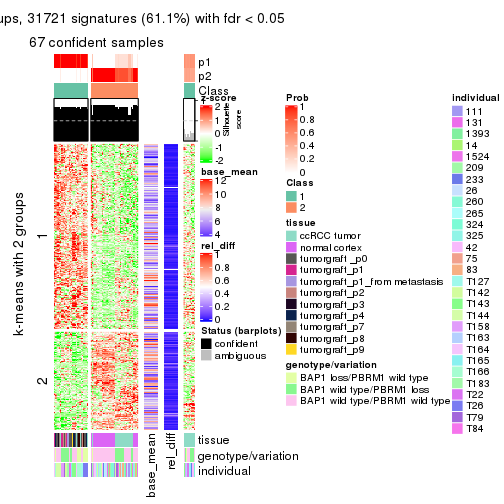 ups, 31721 signatures (61.1%) with fdr < 0.05
67 confident samples
k-means with 2 groups
1
2
p1
p2
Class
z-score
2
1
0
-1
-2
Silhouette
score
base_mean
12
10
8
6
4
rel_diff
1
0.8
0.6
0.4
0.2
0
Status (barplots)
confident
ambiguous
tissue
genotype/variation
individual
base_mean
rel_diff
Prob
1
0.8
0.6
0.4
0.2
0
Class
1
2
tissue
ccRCC tumor
normal cortex
tumorgraft _p0
tumorgraft_p1
tumorgraft_p1_from metastasis
tumorgraft_p2
tumorgraft_p3
tumorgraft_p4
tumorgraft_p7
tumorgraft_p8
tumorgraft_p9
genotype/variation
BAP1 loss/PBRM1 wild type
BAP1 wild type/PBRM1 loss
BAP1 wild type/PBRM1 wild type
individual
111
131
1393
14
1524
209
233
26
260
265
324
325
42
75
83
T127
T142
T143
T144
T158
T163
T164
T165
T166
T183
T22
T26
T79
T84